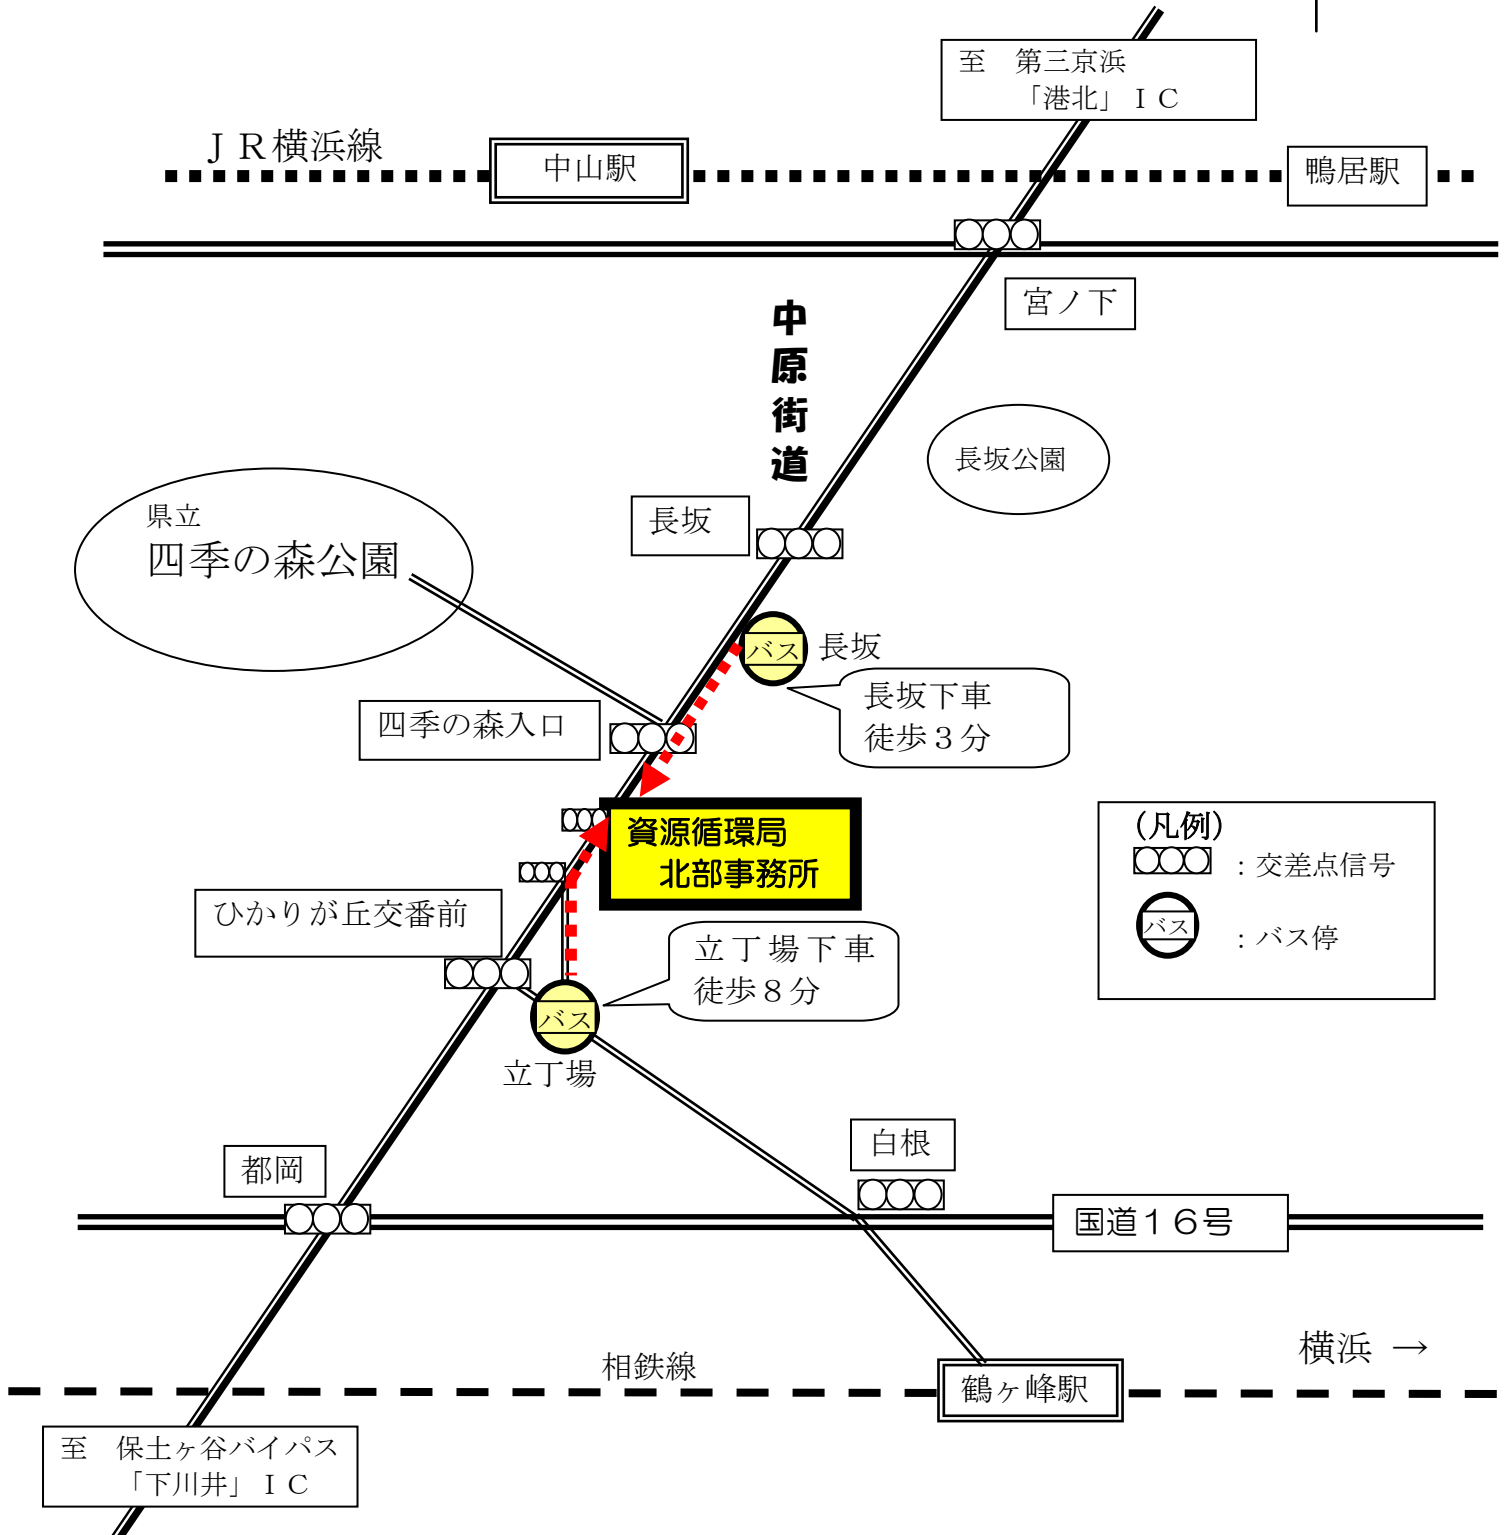 至　第三京浜
「港北」ＩＣ
ＪＲ横浜線
中山駅
鴨居駅
宮ノ下
中原街道
長坂公園
県立
四季の森公園
長坂
バス
長坂
長坂下車
徒歩３分
四季の森入口
資源循環局
北部事務所
(凡例)
：交差点信号
バス
：バス停
ひかりが丘交番前
立丁場下車
徒歩８分
バス
立丁場
白根
都岡
国道１６号
横浜 →
相鉄線
鶴ヶ峰駅
至　保土ヶ谷バイパス
「下川井」ＩＣ